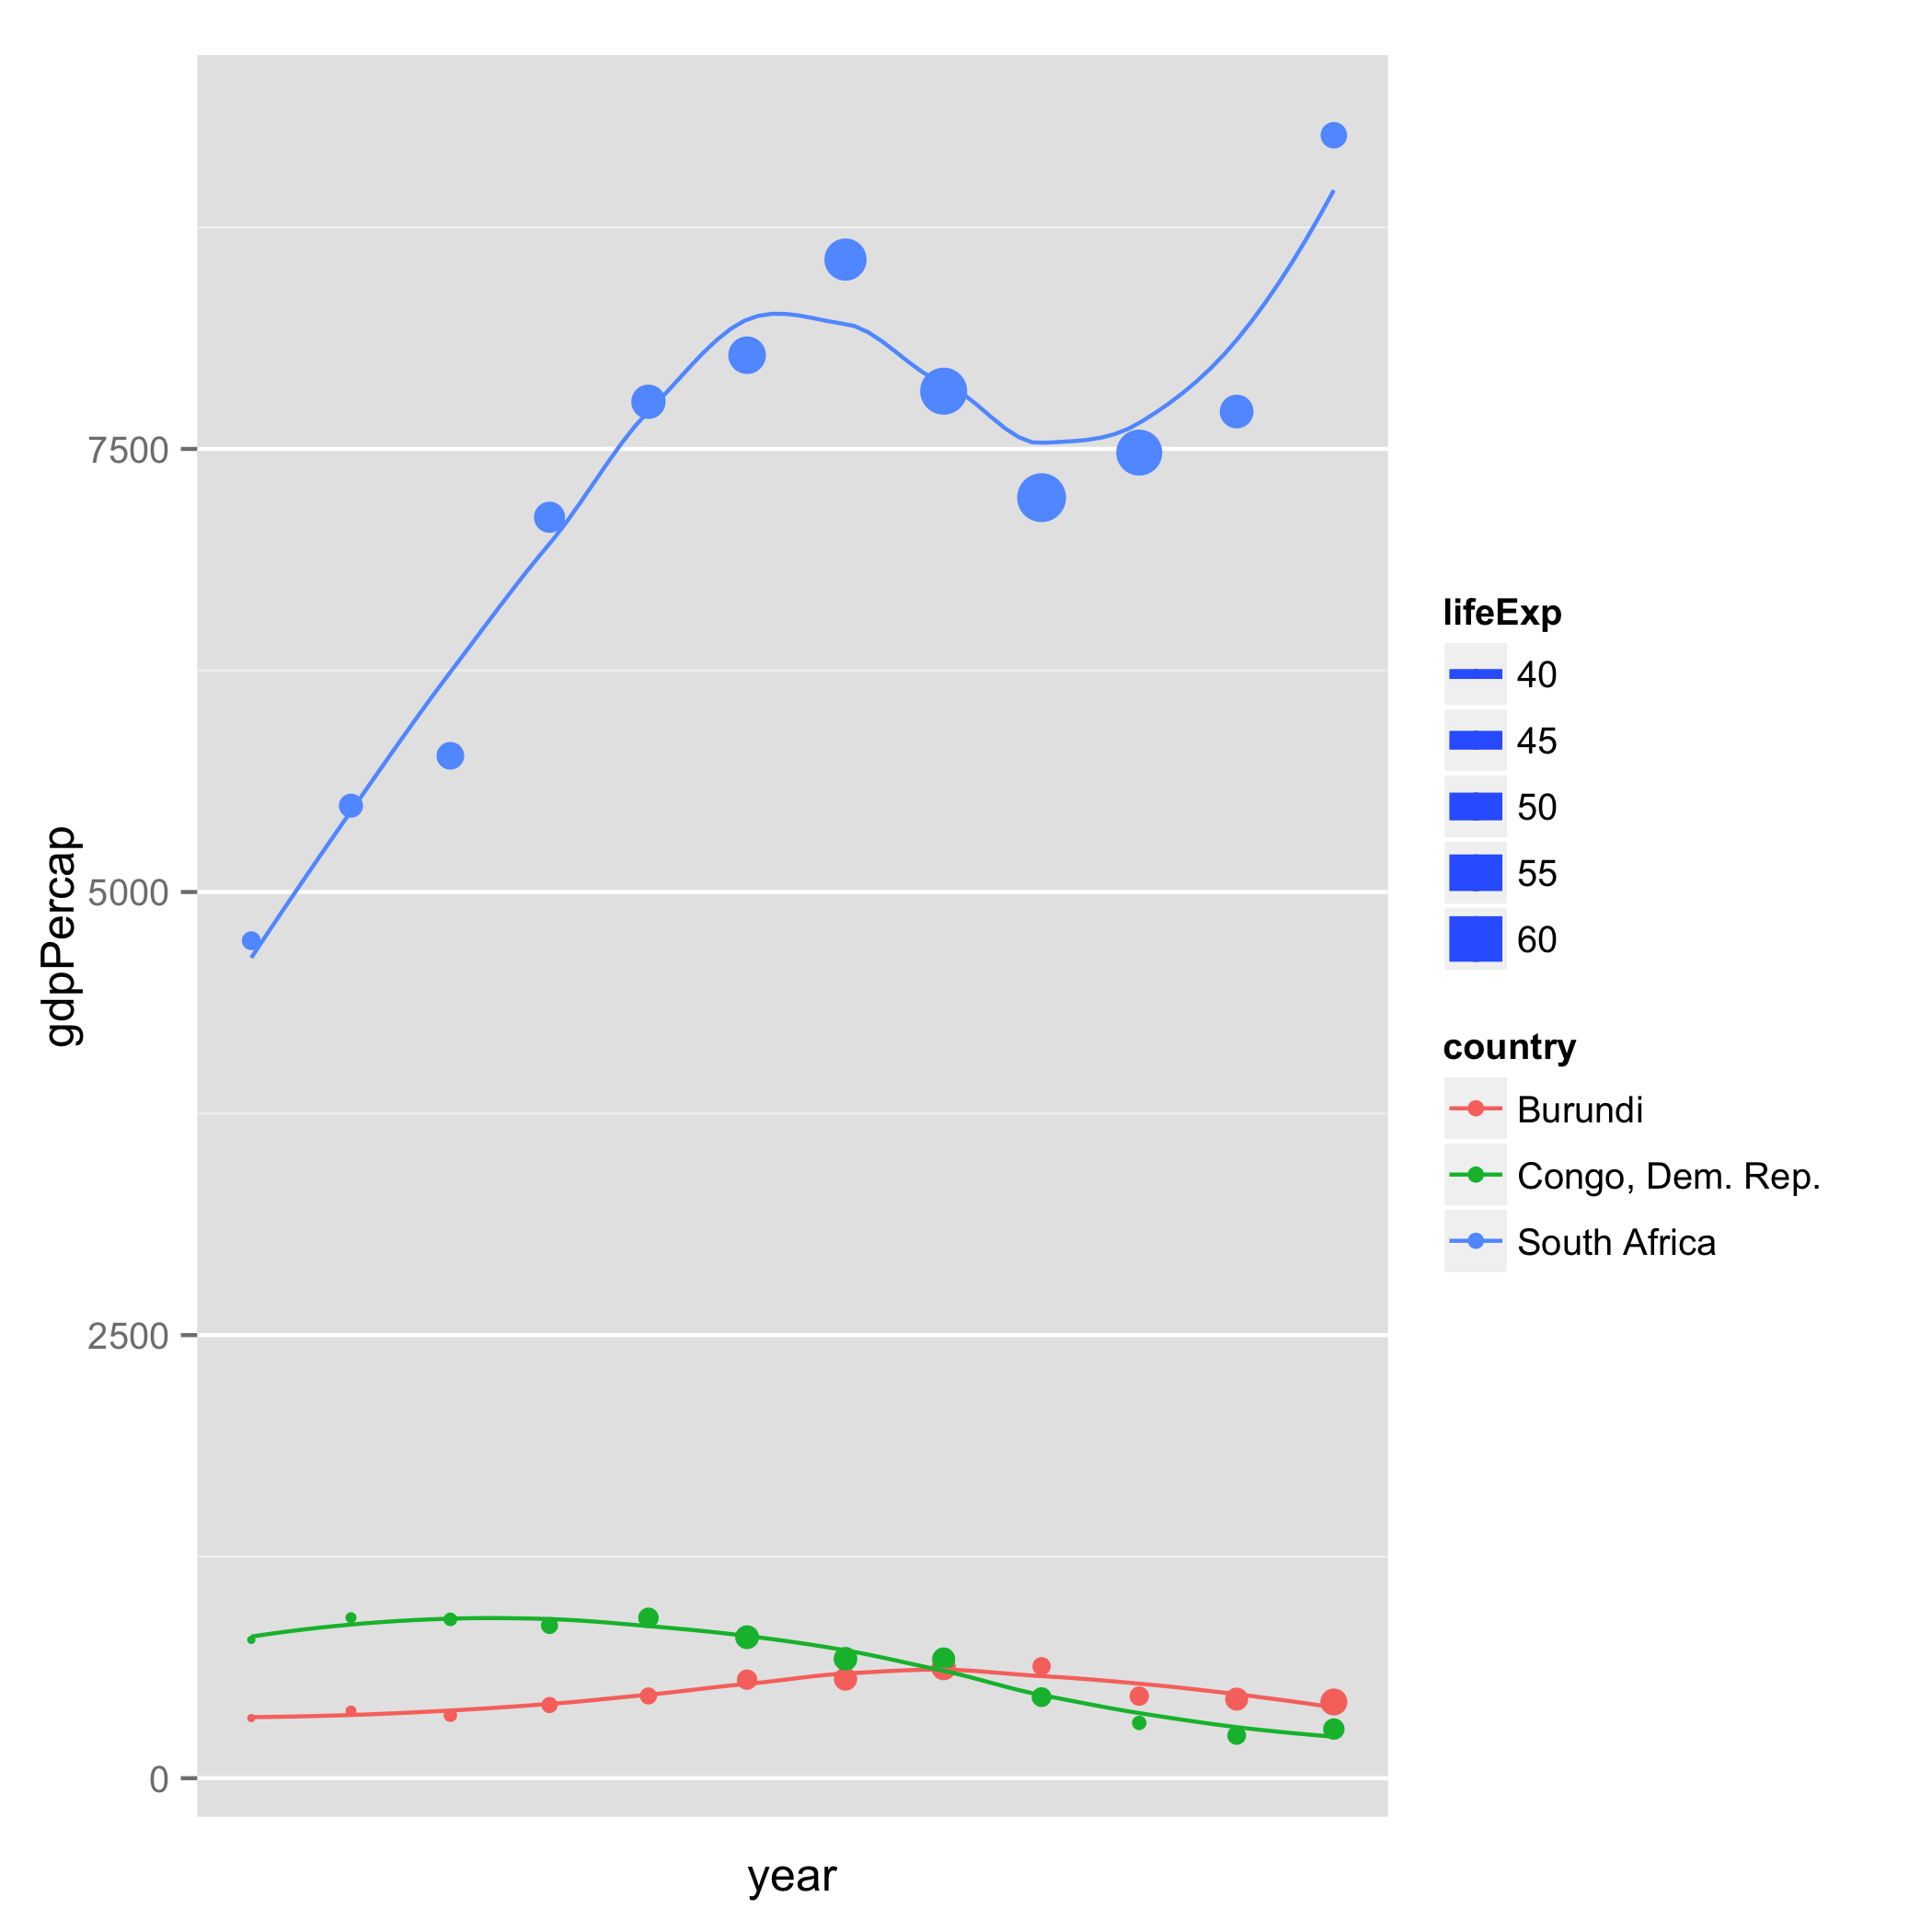 7500
5000
2500
0
gdpPercap
year
lifeExp
40
45
50
55
60
country
Burundi
Congo, Dem. Rep.
South Africa